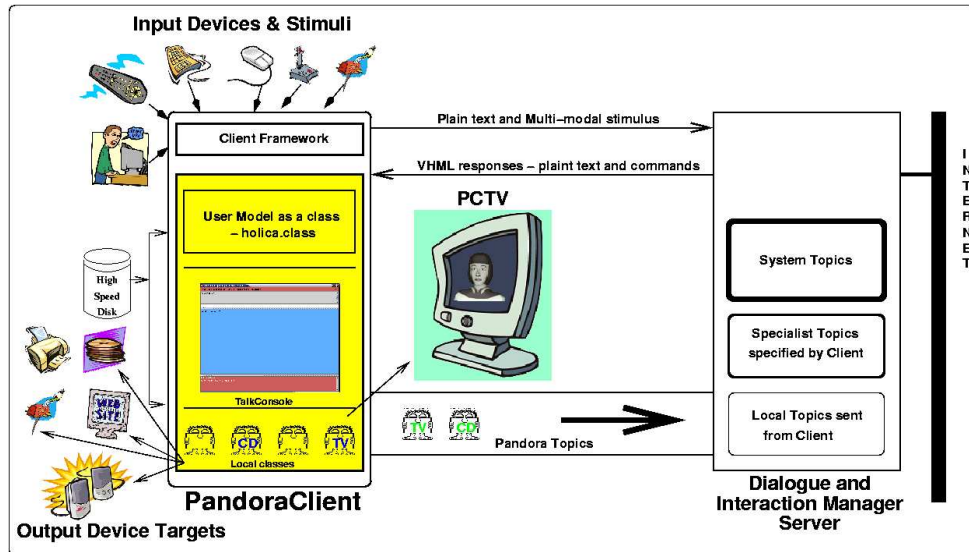 Input Devices & Stimuli
Client Framework
Plain text and Multi-modal stimulus
VHML responses - plaint text and commands
User Model as a class
- holica.class
PCTV
High
Speed
Disk
WEB
SITE
TalkConsole
CD
TV
Local classes
TV
CD
Pandora Topics
PandoraClient
Output Device Targets
System Topics
Specialist Topics
specified by Client
Local Topics sent
from Client
Dialogue and
Interaction Manager
Server
I
N
T
E
R
N
E
T